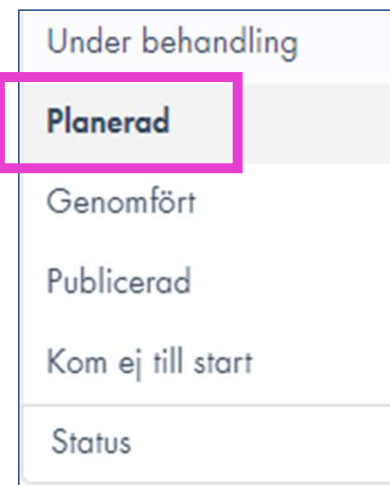 Under behandling
Planerad
Genomfört
Publicerad
Kom ej till start
Status